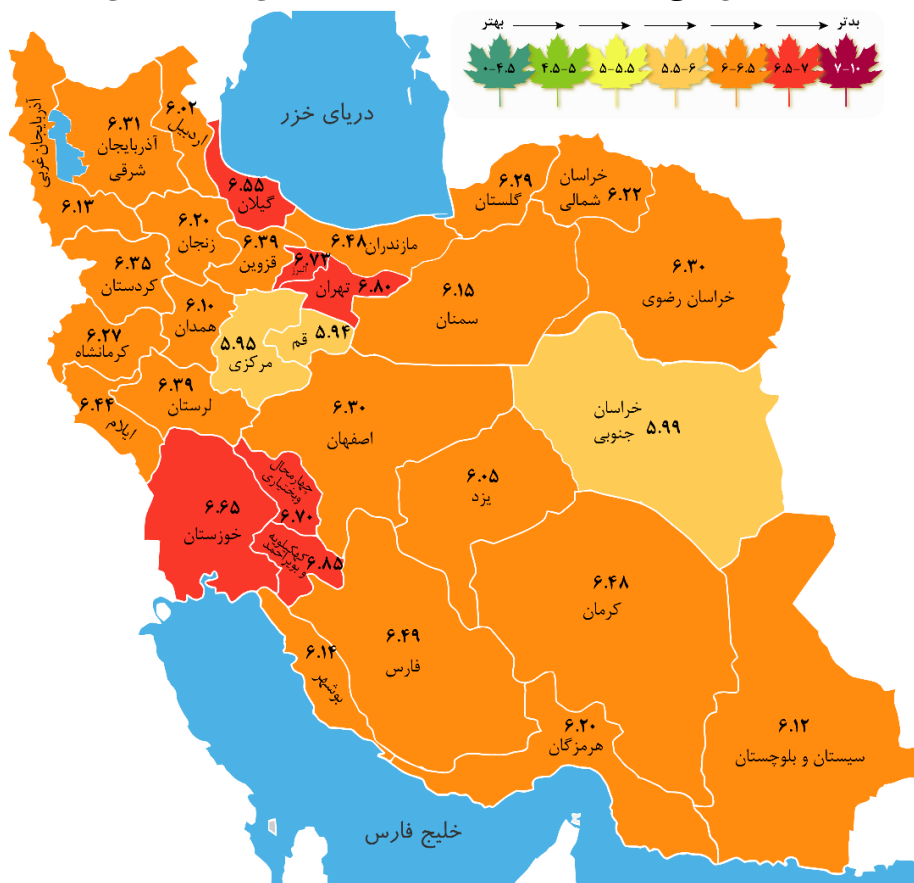 بهتر
بدتر
۰-۴.۵
۴.۵-۵
۵-۵.۵
۵.۵-۶
۶-۶.۵
۶.۵-۷
۷-۱۰
دریای خزر
آذربایجان غربی
۶.۱۳
۶.۳۱
آذربایجان
شرقی
۶.۰۲
اردبیل
۶.۵۵
گیلان
۶.۲۰
زنجان
۶.۳۹
قزوین
۶.۴۸
مازندران
۶.۷۳
البرز
تهران
۶.۸۰
۶.۲۹
گلستان
خراسان
شمالی
۶.۲۲
۶.۳۰
خراسان رضوی
۶.۱۵
سمنان
۶.۳۵
کردستان
۶.۱۰
همدان
۵.۹۵
مرکزی
قم
۵.۹۴
۶.۲۷
کرمانشاه
۶.۳۹
لرستان
۶.۴۴
ایلام
۶.۳۰
اصفهان
خراسان
جنوبی
۵.۹۹
۶.۰۵
یزد
۶.۶۵
خوزستان
چهارمحال
وبختیاری
۶.۷۰
کهکیلویه
و بویراحمد
۶.۸۵
۶.۴۹
فارس
۶.۴۸
کرمان
۶.۱۴
بوشهر
۶.۲۰
هرمزگان
۶.۱۲
سیستان و بلوچستان
خلیج فارس